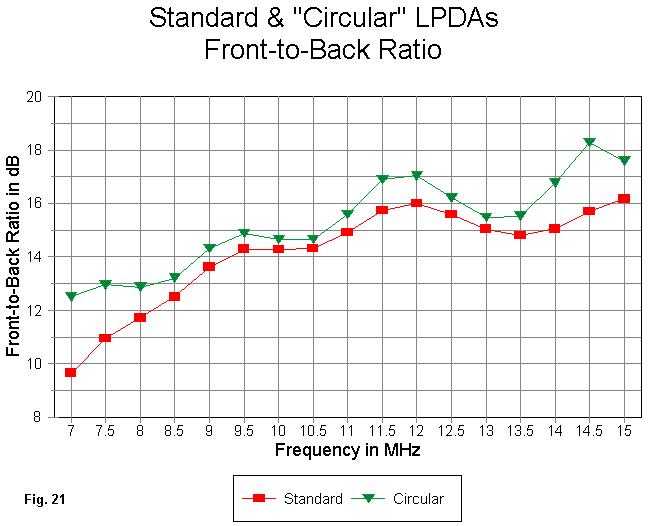 Standard & "Circular" LPDAs
Front-to-Back Ratio
20
18
16
14
12
10
8
Front-to-Back Ratio in dB
7 7.5 8 8.5 9 9.5 10 10.5 11 11.5 12 12.5 13 13.5 14 14.5 15
Frequency in MHz
Fig. 21
Standard Circular